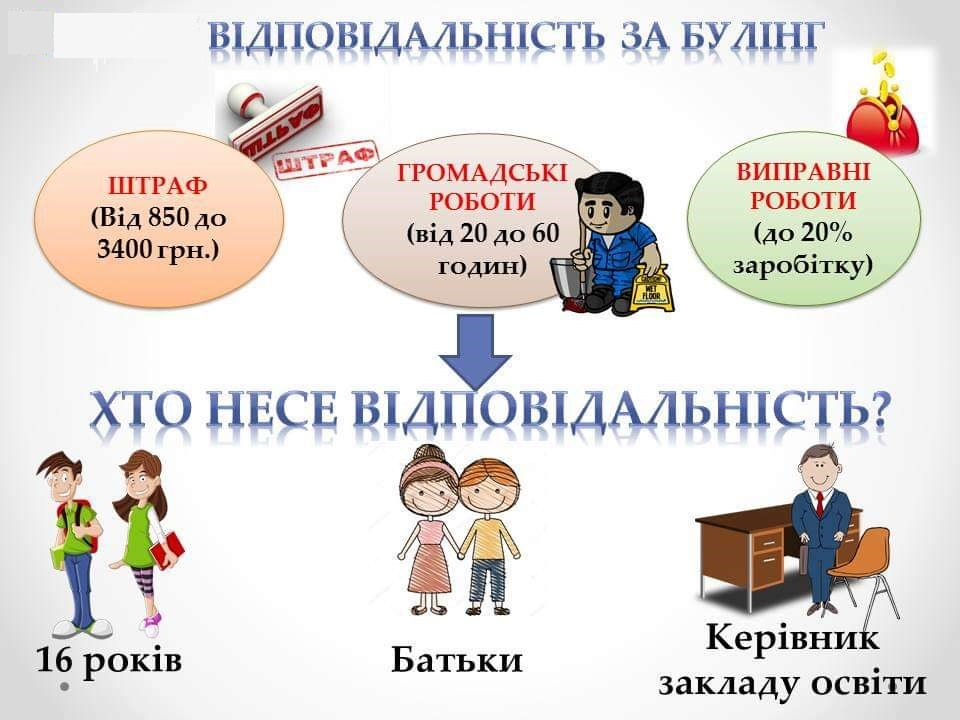 ВІДПОВІДАЛЬНІСТЬ ЗА БУЛІНГ
ШТРАФ
ШТРАФ
ШТРАФ
(Від 850 до
3400 грн.)
ГРОМАДСЬКІ
РОБОТИ
(від 20 до 60
годин)
WET
FLOOR
ВИПРАВНІ
РОБОТИ
(до 20%
заробітку)
ХТО НЕСЕ ВІДПОВІДАЛЬНІСТЬ?
16 років
Батьки
Керівник
закладу освіти